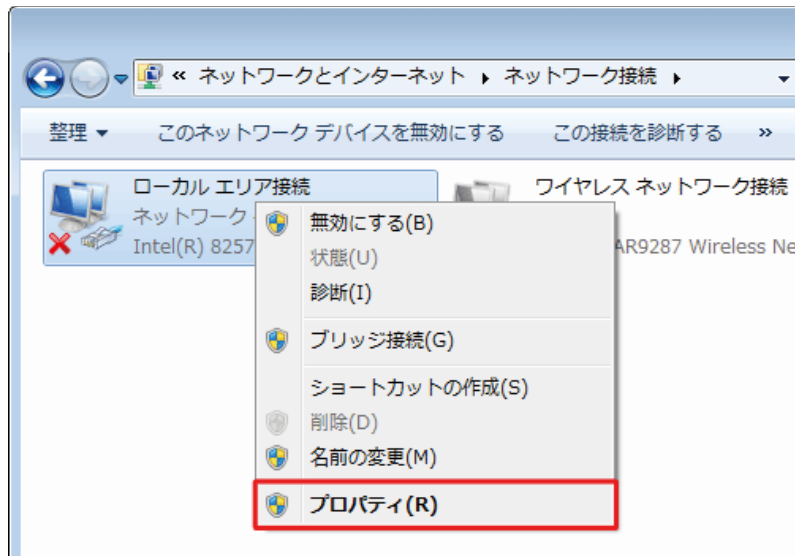 « ネットワークとインターネット ▸ ネットワーク接続 ▸
整理 ▼ このネットワーク デバイスを無効にする この接続を診断する »
ローカル エリア接続
ネットワーク
Intel(R) 8257
ワイヤレス ネットワーク接続
AR9287 Wireless Ne
無効にする(B)
状態(U)
診断(I)
ブリッジ接続(G)
ショートカットの作成(S)
削除(D)
名前の変更(M)
プロパティ(R)